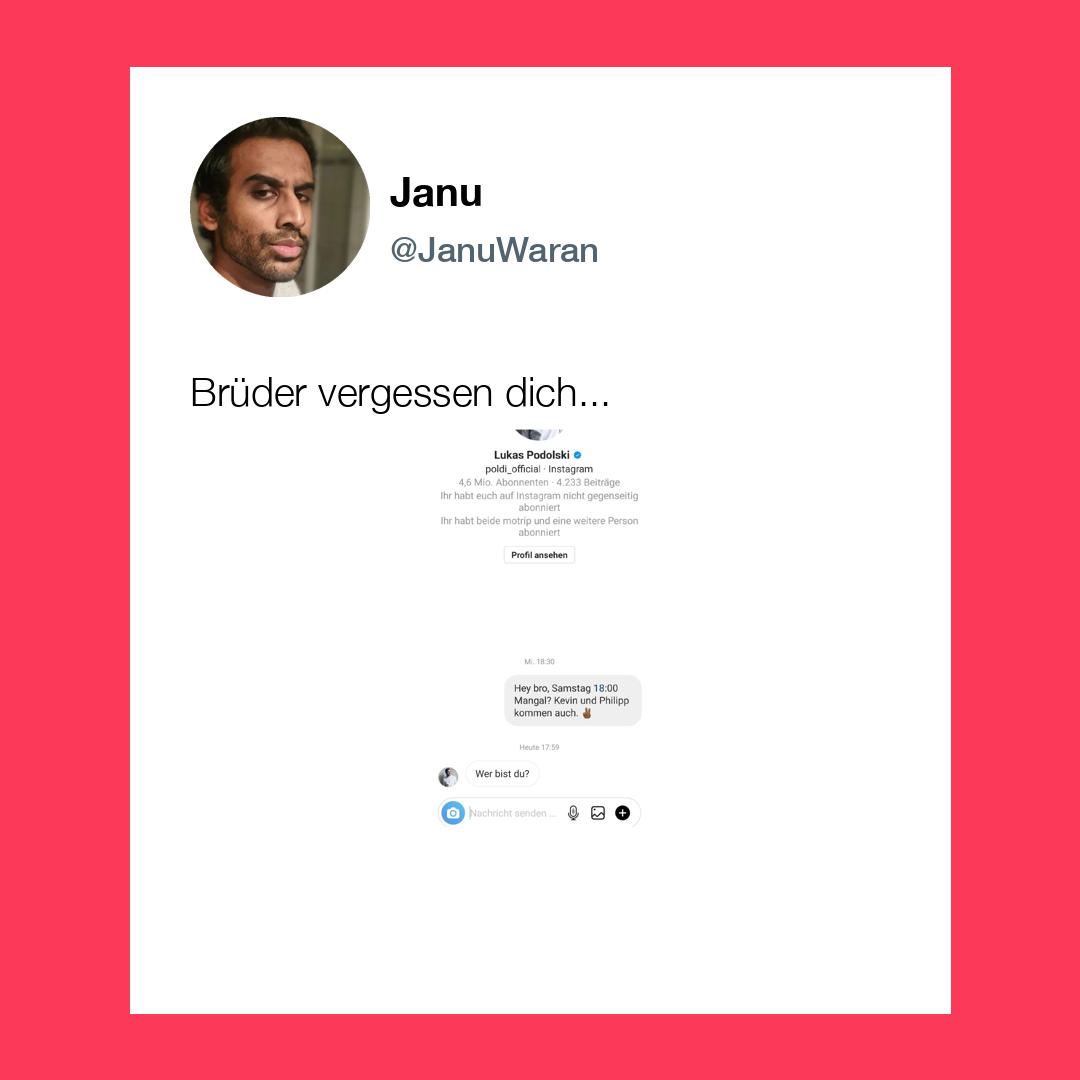 Janu
@JanuWaran
Brüder vergessen dich...
Lukas Podolski
poldi_official · Instagram
4,6 Mio. Abonnenten · 4.233 Beiträge
Ihr habt euch auf Instagram nicht gegenseitig
abonniert
Ihr habt beide motrip und eine weitere Person
abonniert
Profil ansehen
Mi. 18:30
Hey bro, Samstag 18:00
Mangal? Kevin und Philipp
kommen auch. ✌🏾
Heute 17:59
Wer bist du?
Nachricht senden ...